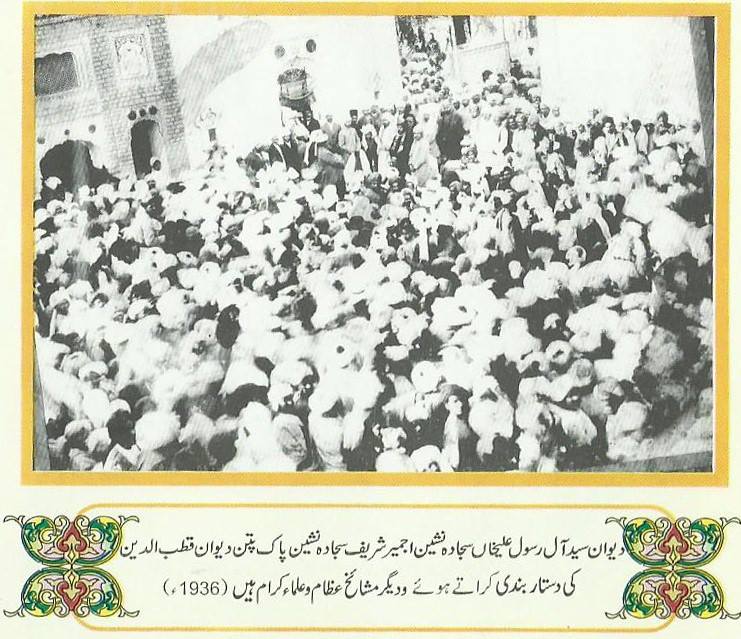 دیوان سید آل رسول علیخاں سجادہ نشین اجمیر شریف سجادہ نشین پاک پتن دیوان قطب الدین
کی دستار بندی کراتے ہوئے و دیگر مشائخ عظام و علماء کرام ہیں (1936ء)